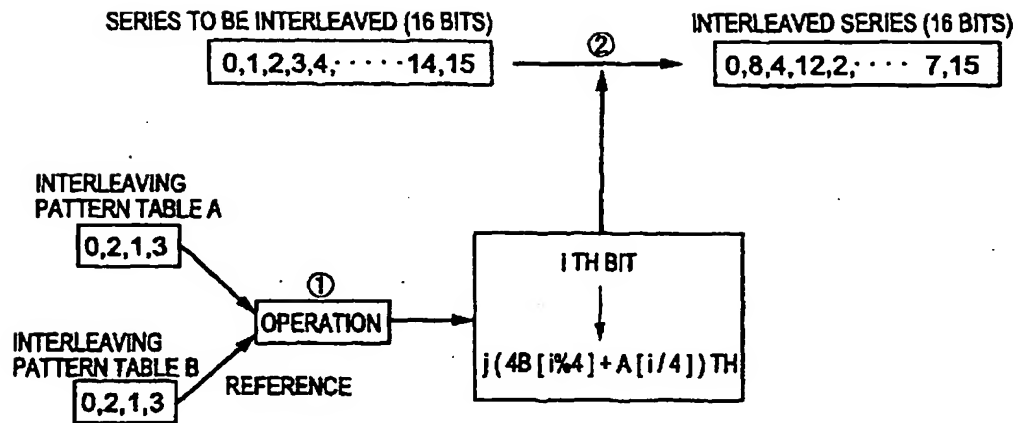 SERIES TO BE INTERLEAVED (16 BITS)
0,1,2,3,4,·····14,15
②
INTERLEAVED SERIES (16 BITS)
0,8,4,12,2,···· 7,15
INTERLEAVING
PATTERN TABLE A
0,2,1,3
①
OPERATION
INTERLEAVING
PATTERN TABLE B
0,2,1,3
REFERENCE
i TH BIT
j ( 4B [ i%4 ] + A [ i / 4 ] ) TH